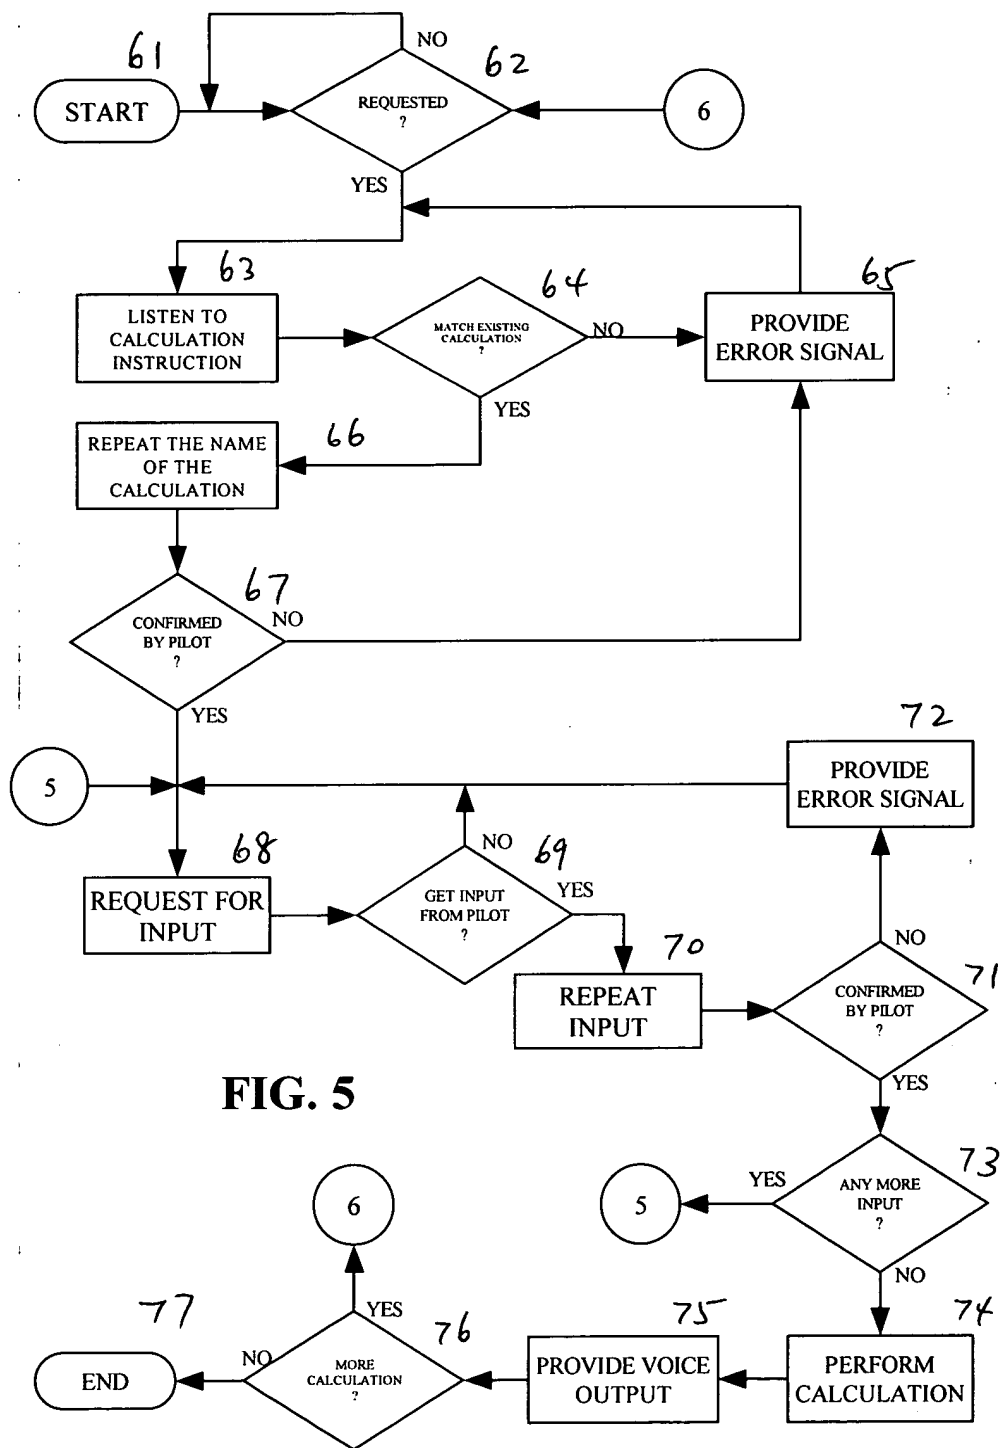 61
NO
62
START
REQUESTED
?
6
YES
63
64
65
LISTEN TO
CALCULATION
INSTRUCTION
MATCH EXISTING
CALCULATION
?
NO
PROVIDE
ERROR SIGNAL
YES
66
REPEAT THE NAME
OF THE
CALCULATION
67
NO
CONFIRMED
BY PILOT
?
YES
72
5
PROVIDE
ERROR SIGNAL
68
NO
69
REQUEST FOR
INPUT
GET INPUT
FROM PILOT
?
YES
70
NO
71
REPEAT
INPUT
CONFIRMED
BY PILOT
?
YES
FIG. 5
73
6
5
YES
ANY MORE
INPUT
?
NO
77
YES
76
75
74
NO
END
MORE
CALCULATION
?
PROVIDE VOICE
OUTPUT
PERFORM
CALCULATION